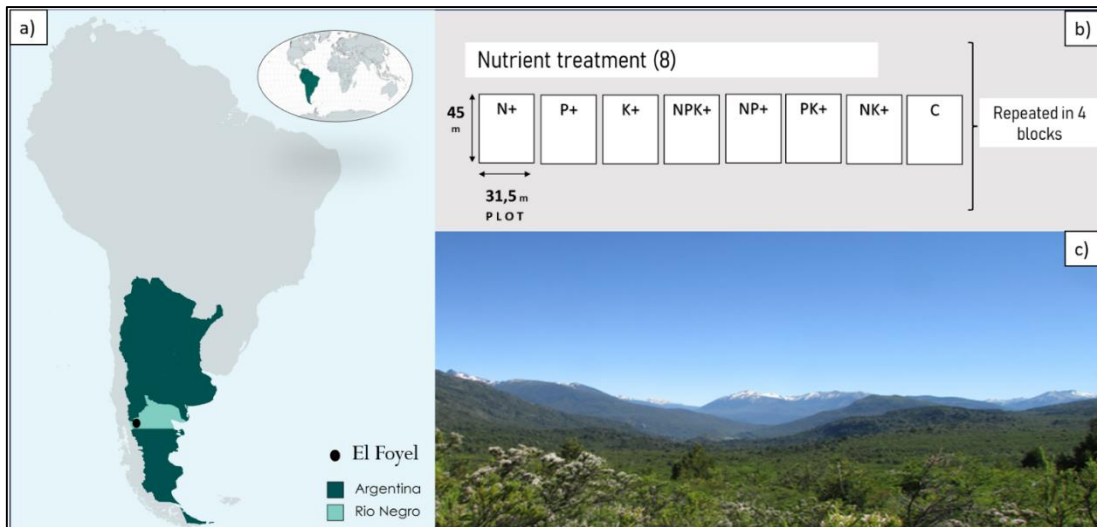 a)
El Foyel
Argentina
Rio Negro
b)
Nutrient treatment (8)
45
m
N+ P+ K+ NPK+ NP+ PK+ NK+ C
31,5 m
PLOT
Repeated in 4
blocks
c)